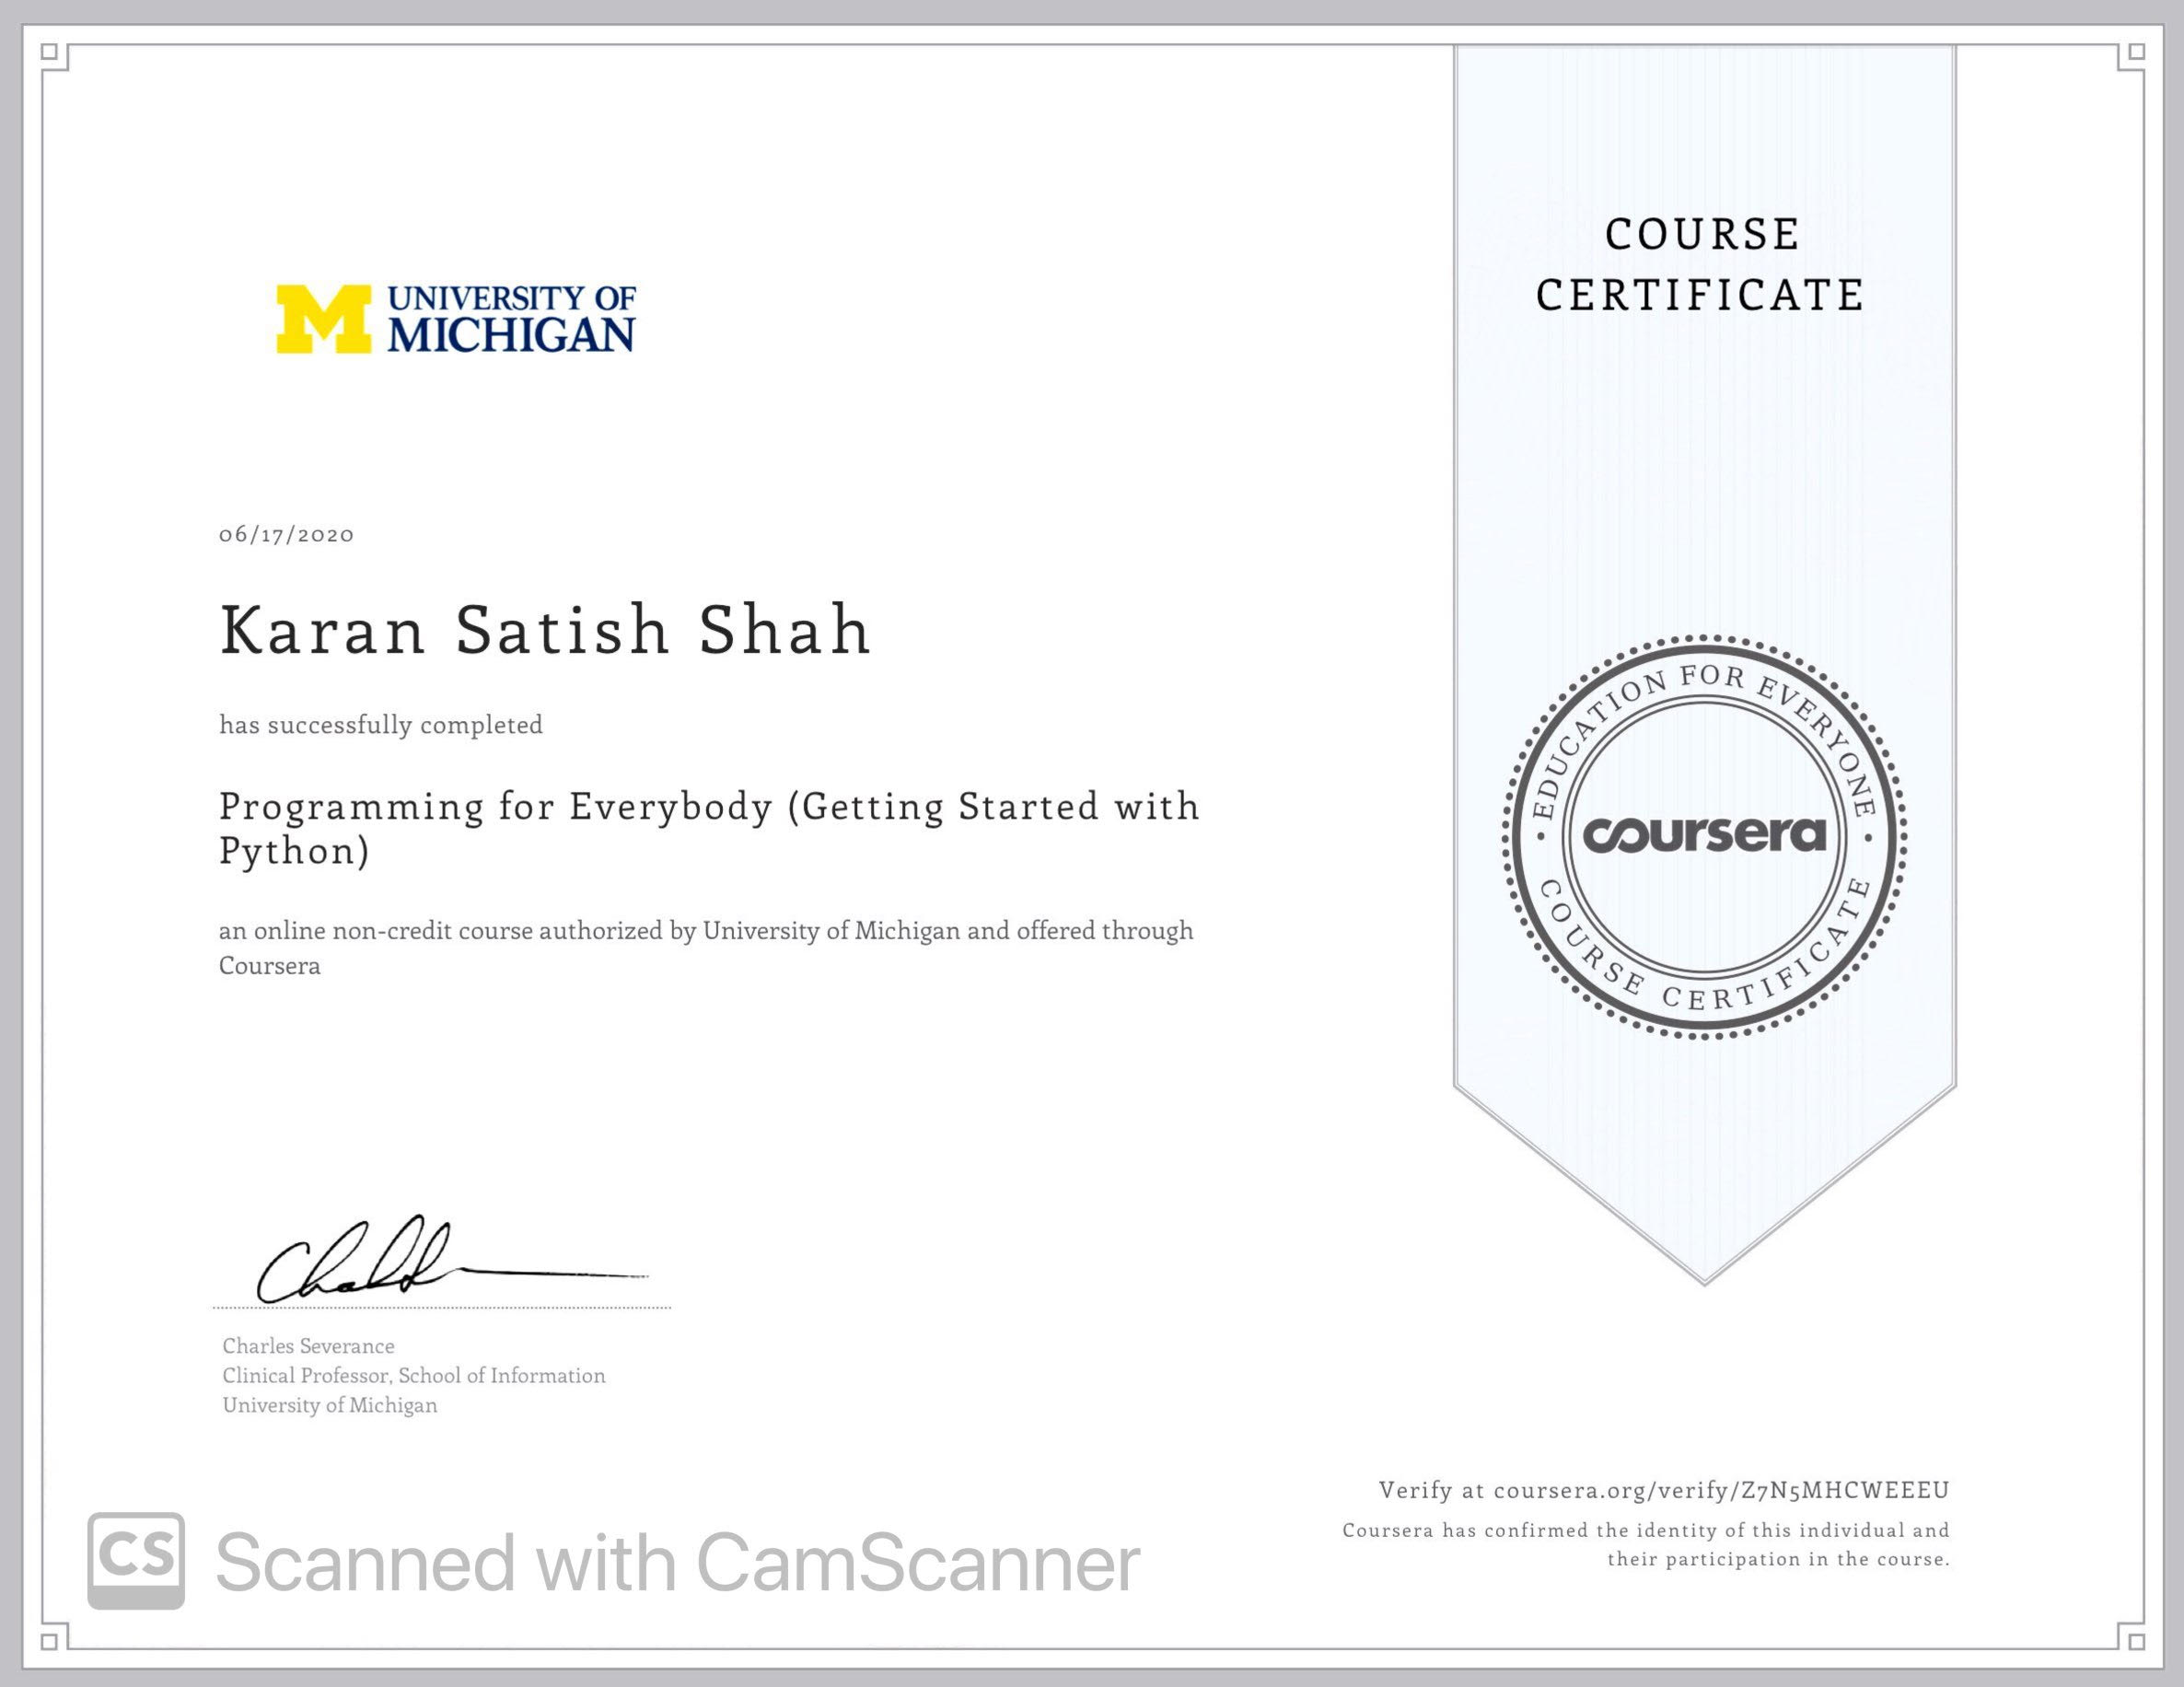 UNIVERSITY OF
MICHIGAN
COURSE
CERTIFICATE
06/17/2020
Karan Satish Shah
has successfully completed
Programming for Everybody (Getting Started with
Python)
an online non-credit course authorized by University of Michigan and offered through
Coursera
EDUCATION FOR EVERYONE
coursera
COURSE CERTIFICATE
Charles Severance
Clinical Professor, School of Information
University of Michigan
Verify at coursera.org/verify/Z7N5MHCWEEEU
Coursera has confirmed the identity of this individual and
their participation in the course.
CS Scanned with CamScanner